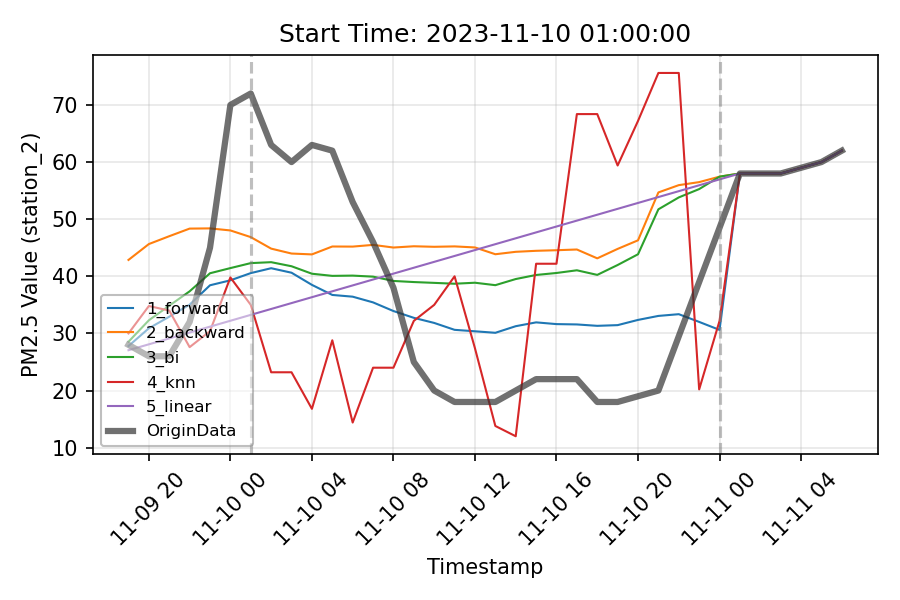 Start Time: 2023-11-10 01:00:00
PM2.5 Value (station_2)
70
60
50
40
30
20
10
1_forward
2_backward
3_bi
4_knn
5_linear
OriginData
11-09 20
11-10 00
11-10 04
11-10 08
11-10 12
11-10 16
11-10 20
11-11 00
11-11 04
Timestamp